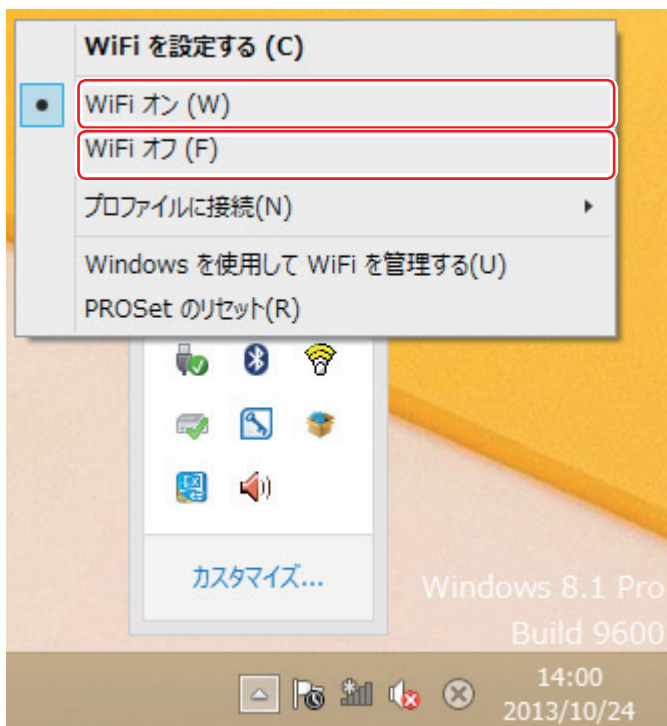 WiFi を設定する (C)
WiFi オン (W)
WiFi オフ (F)
プロファイルに接続(N)
Windows を使用して WiFi を管理する(U)
PROSet のリセット(R)
カスタマイズ...
Windows 8.1 Pro
Build 9600
14:00
2013/10/24